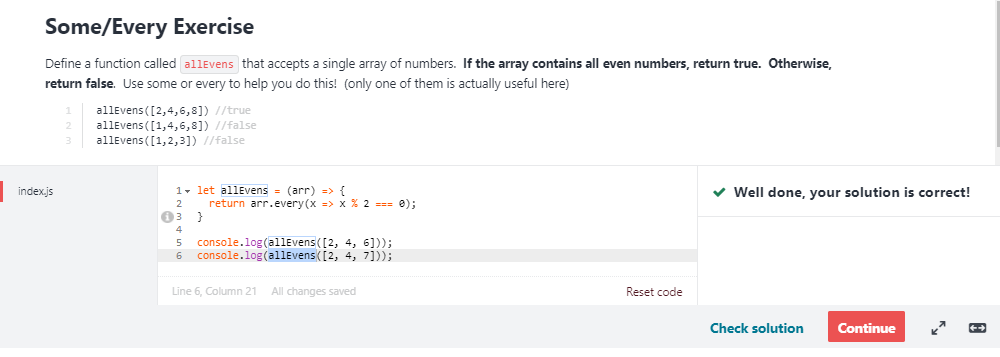 Some/Every Exercise
Define a function called allEvens that accepts a single array of numbers. If the array contains all even numbers, return true. Otherwise,
return false. Use some or every to help you do this! (only one of them is actually useful here)
1 allEvens([2,4,6,8]) //true
2 allEvens([1,4,6,8]) //false
3 allEvens([1,2,3]) //false
index.js
1 let allEvens = (arr) => {
2 return arr.every(x => x % 2 === 0);
3 }
4
5 console.log(allEvens([2, 4, 6]));
6 console.log(allEvens([2, 4, 7]));
Well done, your solution is correct!
Line 6, Column 21 All changes saved Reset code
Check solution Continue